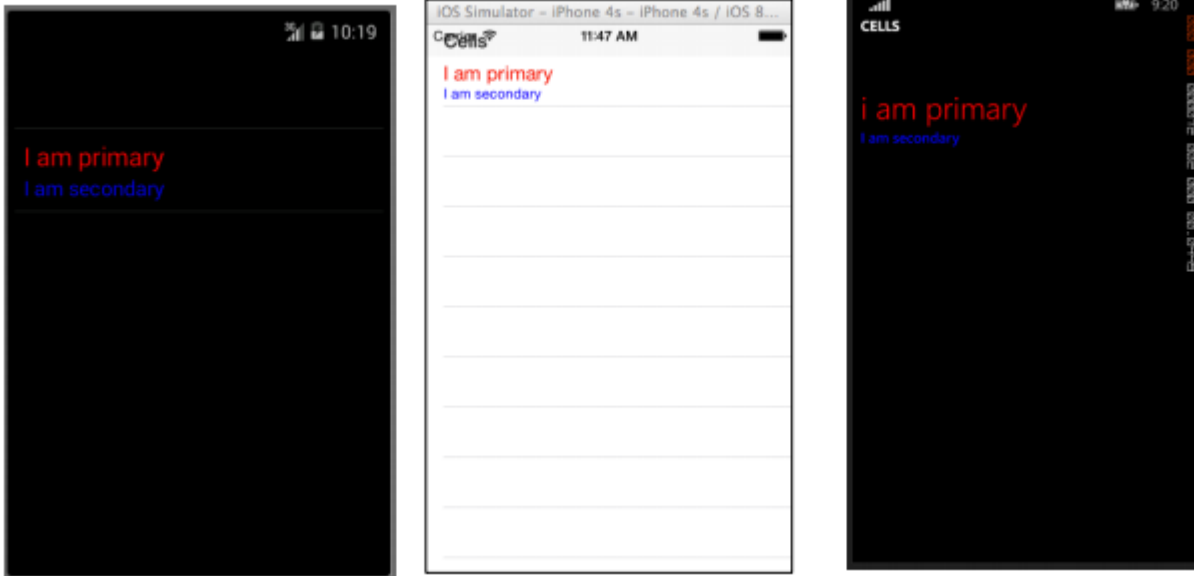 3G 10:19
I am primary
I am secondary
iOS Simulator – iPhone 4s – iPhone 4s / iOS 8...
Cells
11:47 AM
I am primary
I am secondary
9:20
CELLS
i am primary
I am secondary